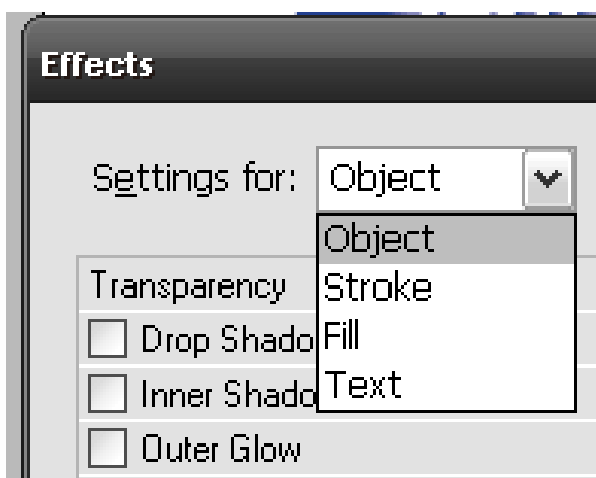 Effects
Settings for: Object
Object
Transparency
Stroke
Drop Shado
Fill
Inner Shado
Text
Outer Glow